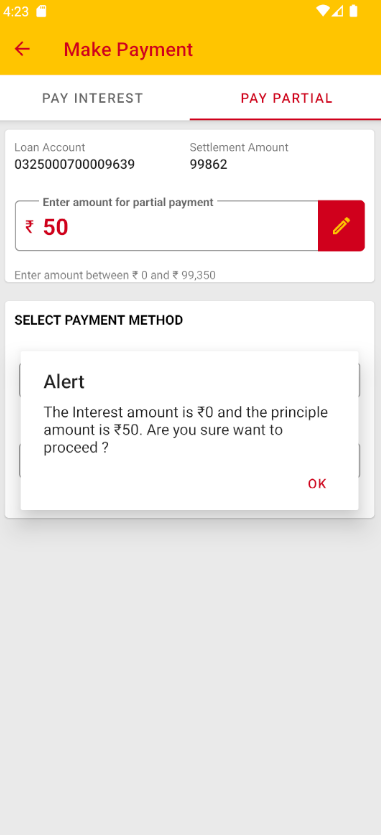 4:23
Make Payment
PAY INTEREST
PAY PARTIAL
Loan Account
Settlement Amount
0325000700009639
99862
Enter amount for partial payment
₹ 50
Enter amount between ₹ 0 and ₹ 99,350
SELECT PAYMENT METHOD
Alert
The Interest amount is ₹0 and the principle
amount is ₹50. Are you sure want to
proceed ?
OK